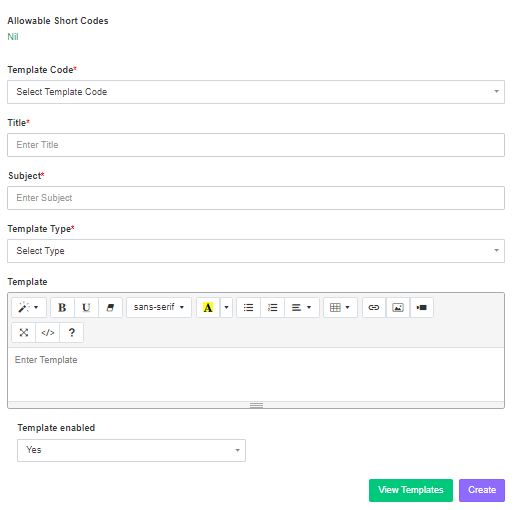 Allowable Short Codes
Nil
Template Code*
Select Template Code
Title*
Enter Title
Subject*
Enter Subject
Template Type*
Select Type
Template
B U sans-serif A
</> ?
Enter Template
Template enabled
Yes
View Templates Create